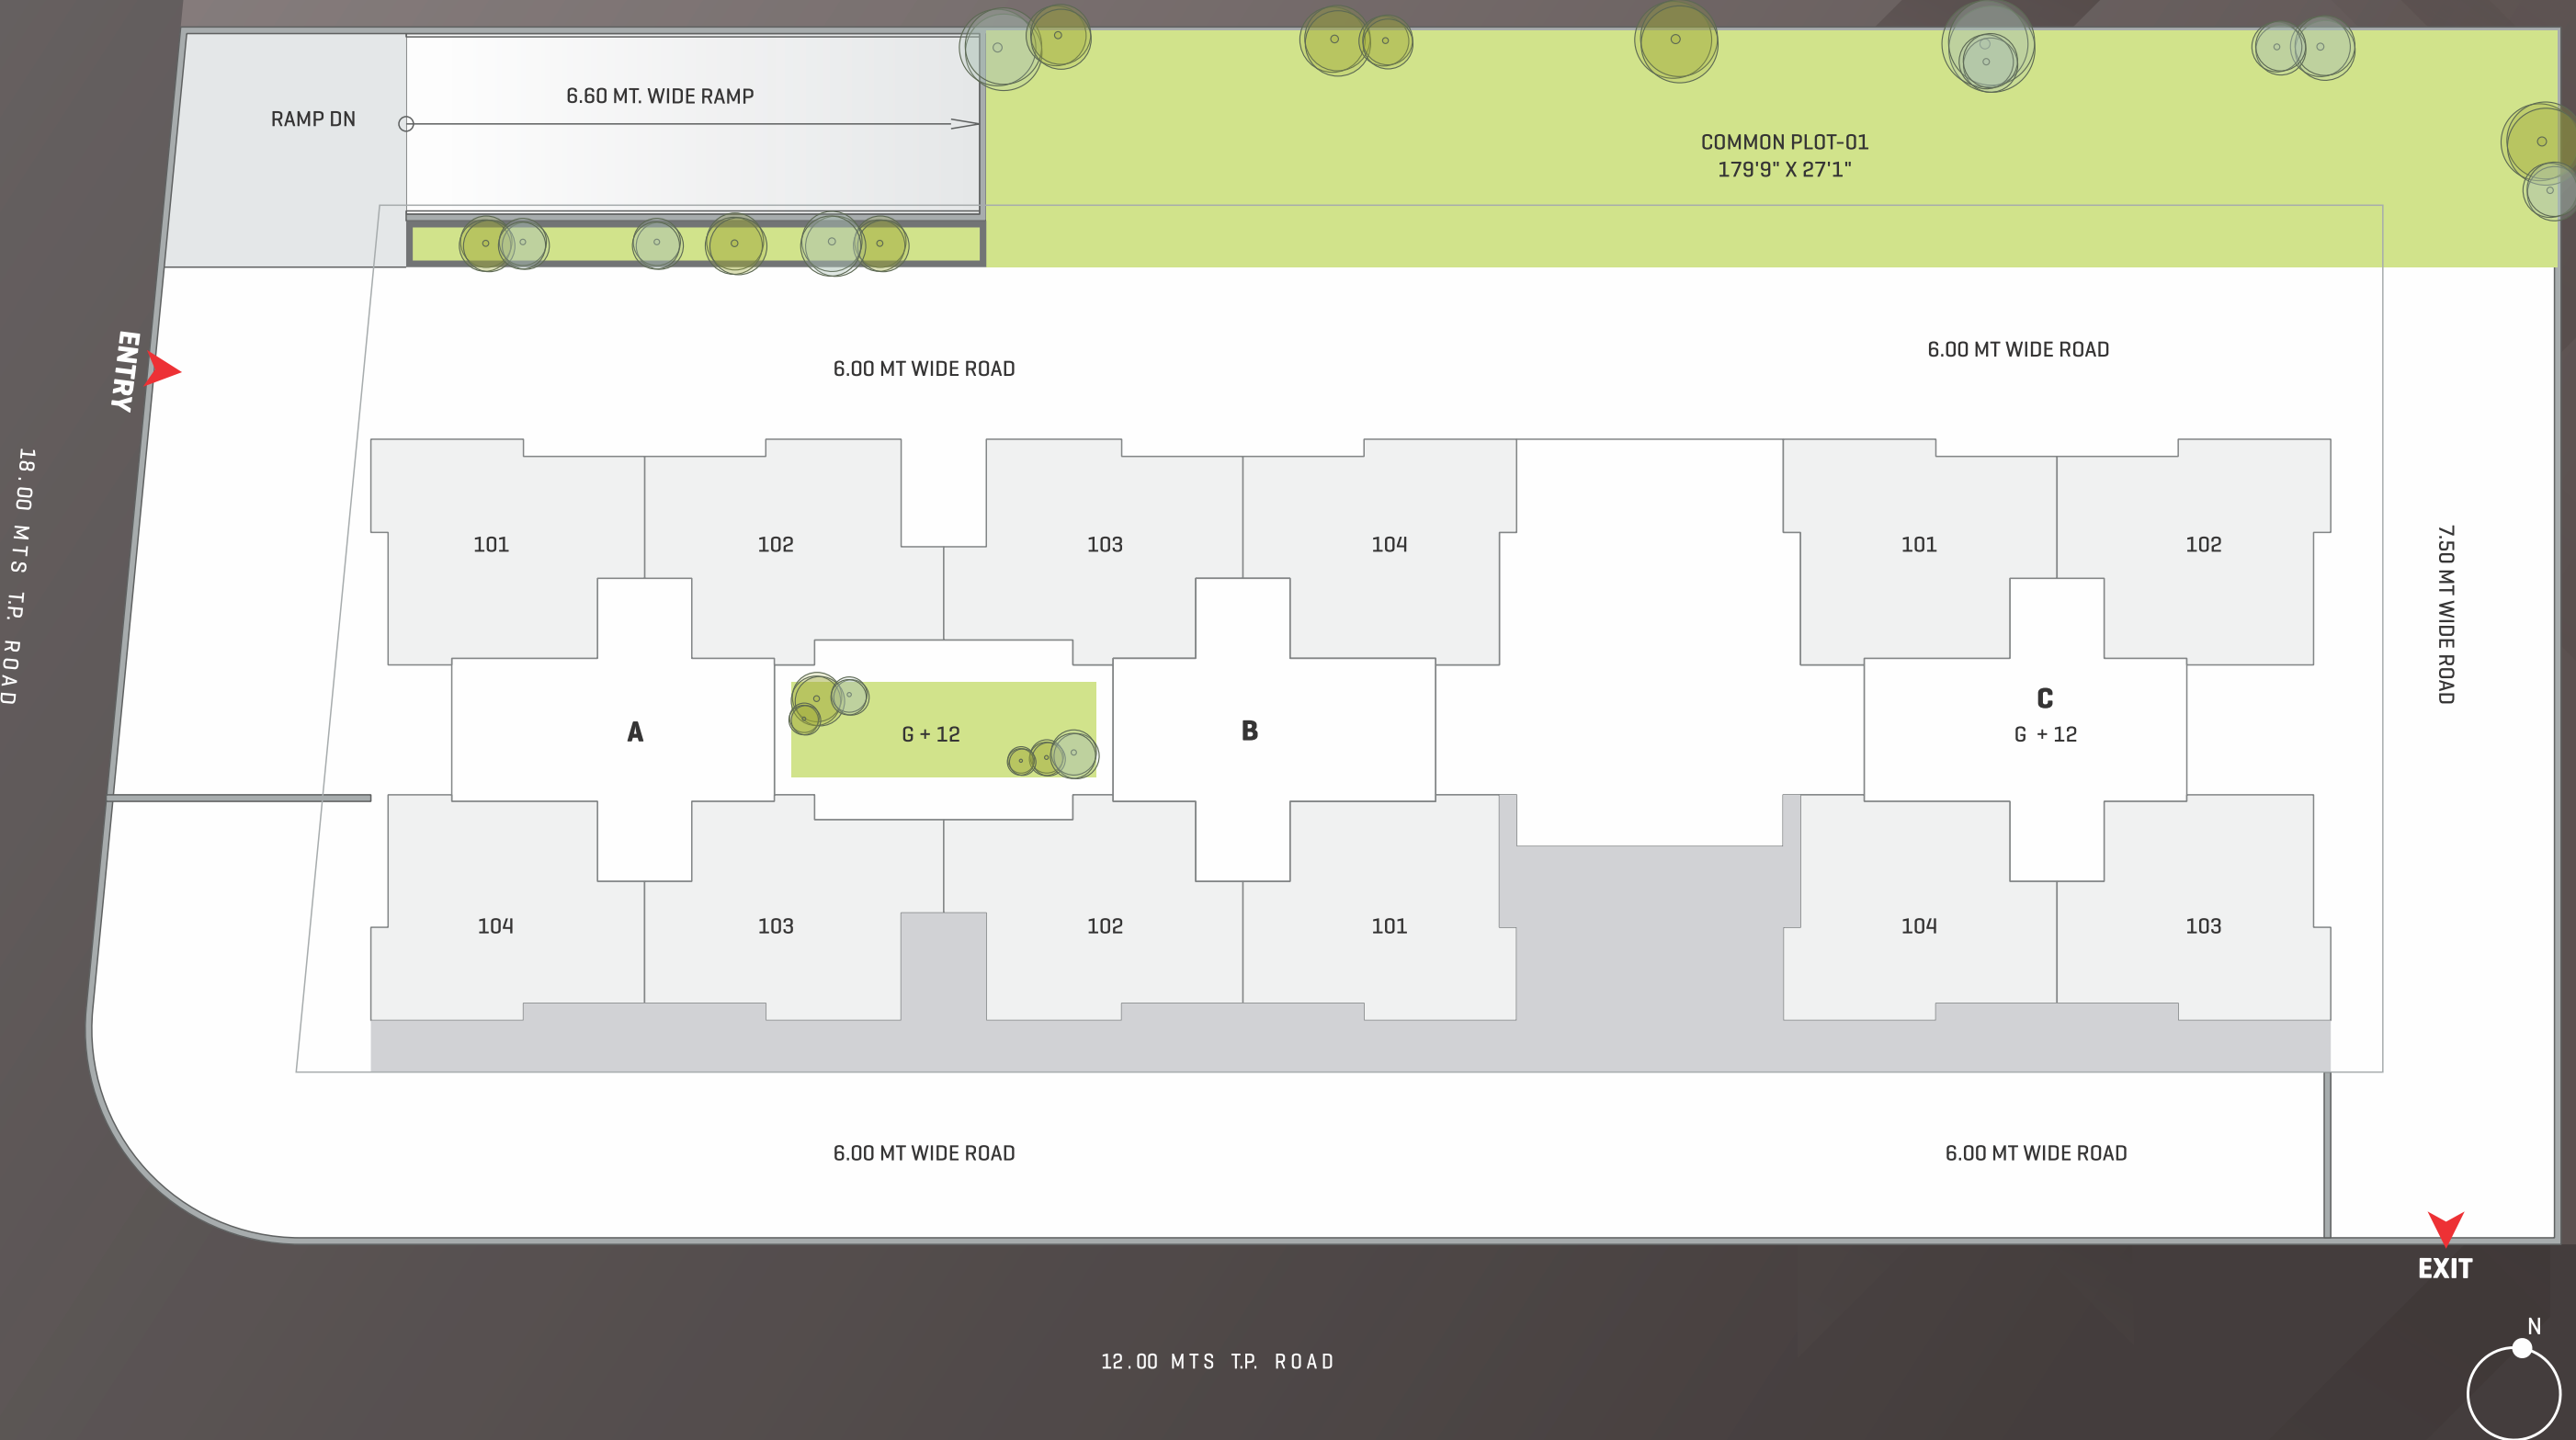 6.60 MT. WIDE RAMP
RAMP DN
COMMON PLOT-01
179'9" X 27'1"
ENTRY
6.00 MT WIDE ROAD
6.00 MT WIDE ROAD
18.00 MTS T.P. ROAD
101
102
103
104
101
102
7.50 MT WIDE ROAD
A
G + 12
B
C
G + 12
104
103
102
101
104
103
6.00 MT WIDE ROAD
6.00 MT WIDE ROAD
EXIT
N
12.00 MTS T.P. ROAD